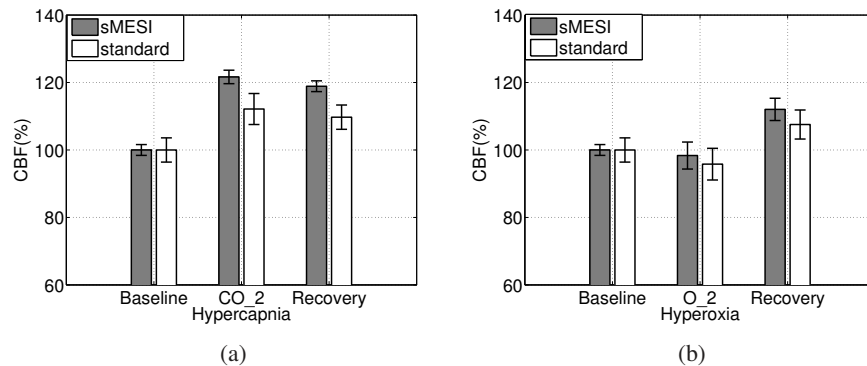 140
120
100
80
60
CBF(%)
sMESI
standard
Baseline CO_2 Recovery
Hypercapnia
(a)
140
120
100
80
60
CBF(%)
sMESI
standard
Baseline O_2 Recovery
Hyperoxia
(b)